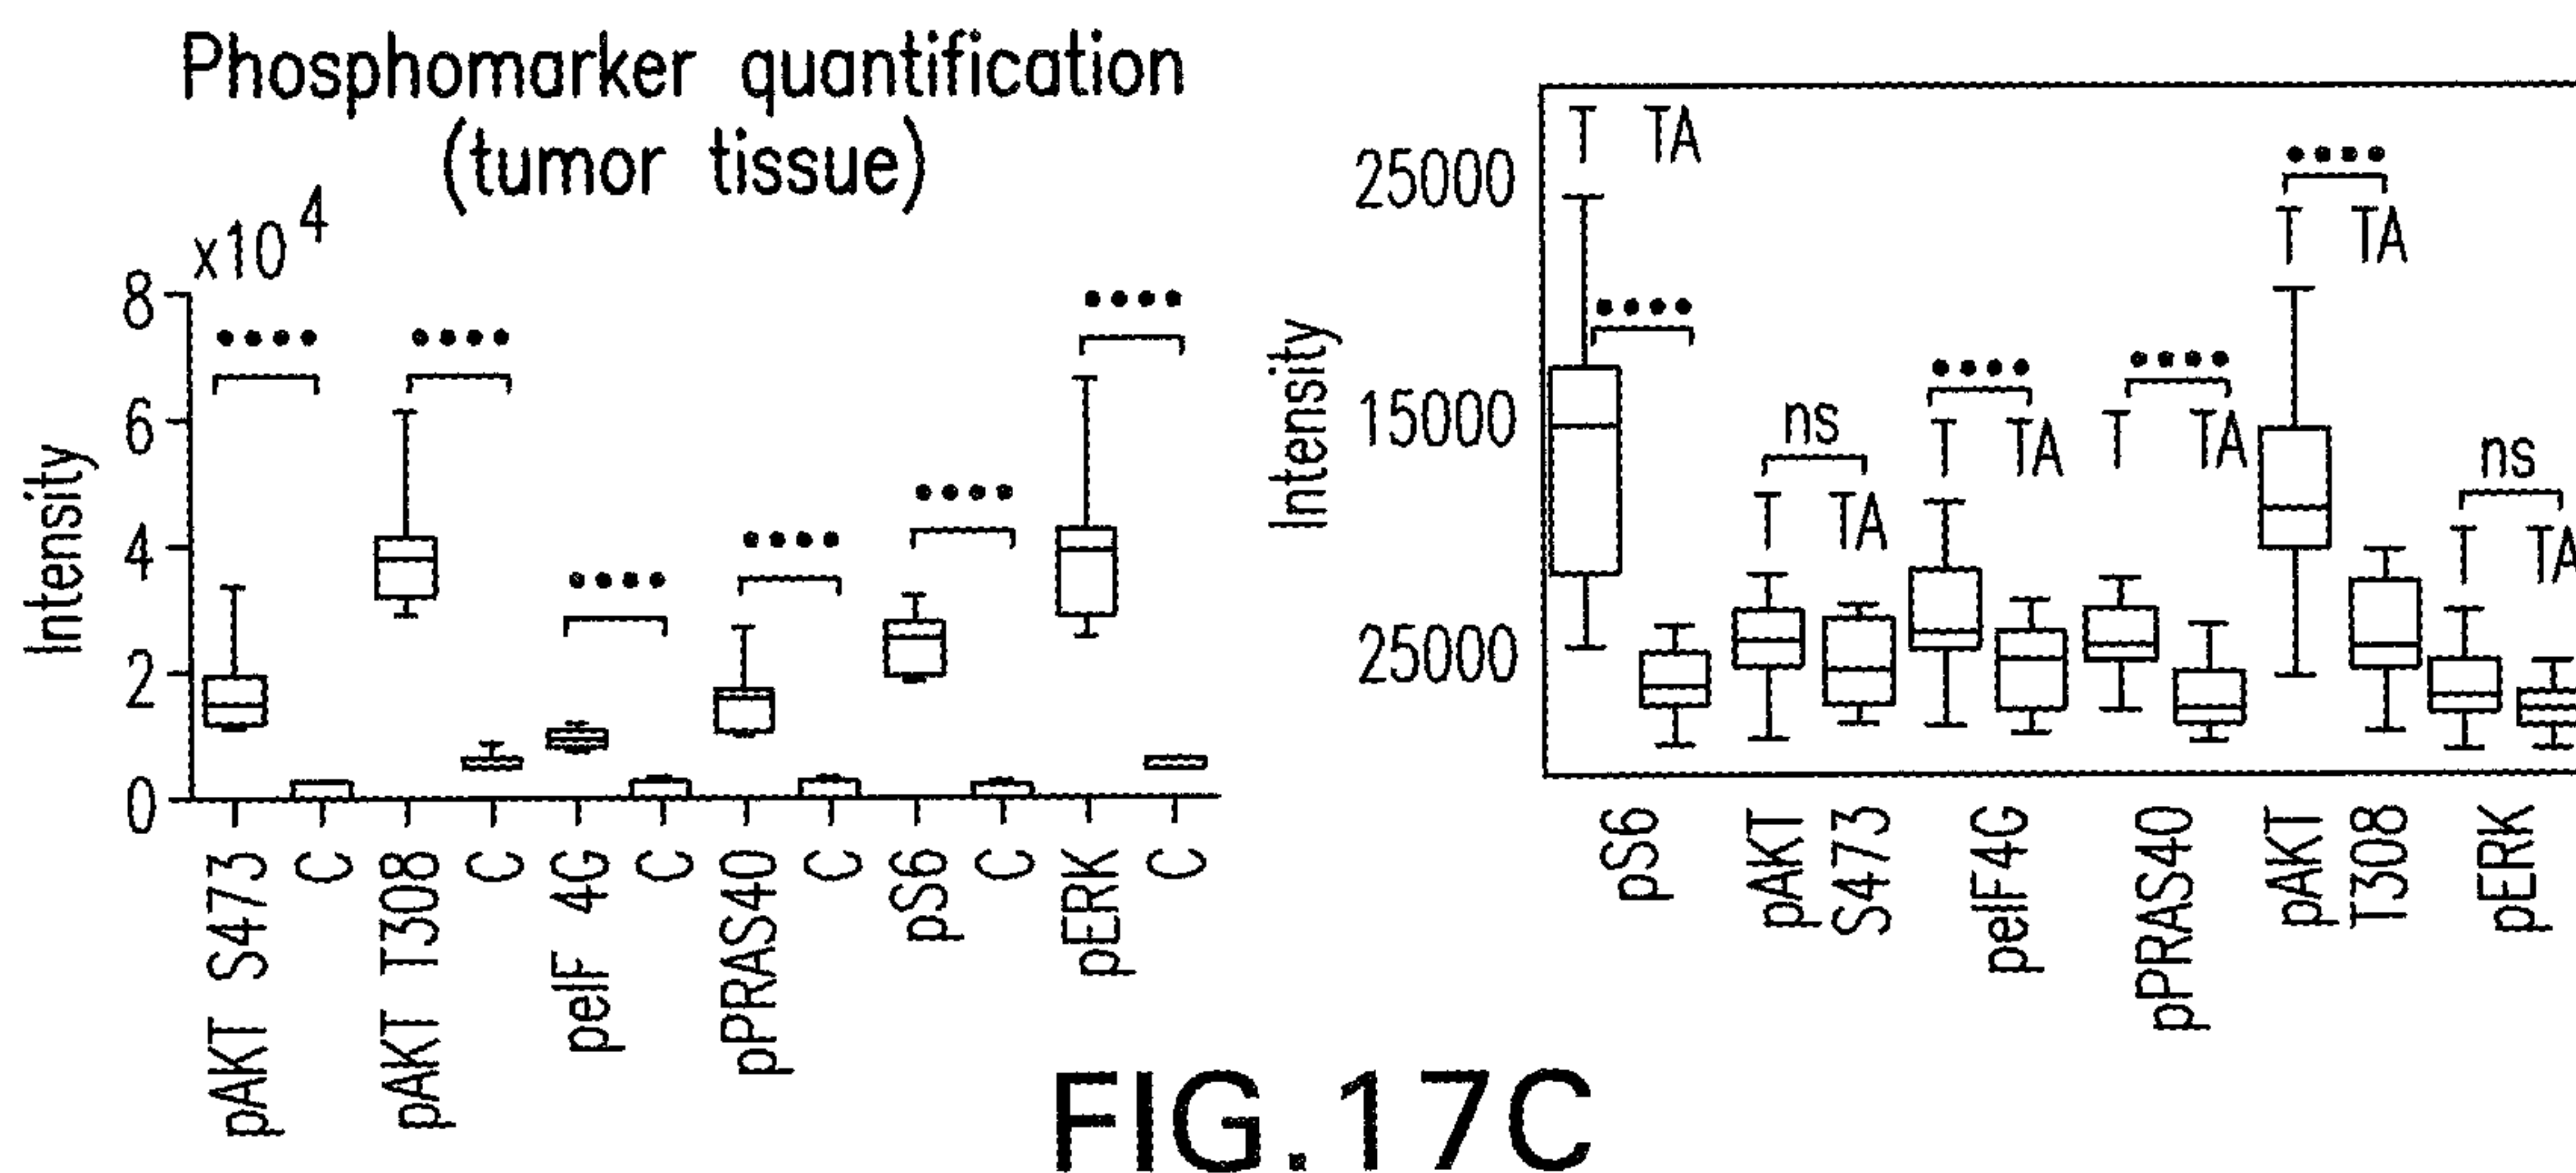 Phosphomarker quantification
(tumor tissue)
x10 4
Intensity
8
6
4
2
0
••••
••••
••••
••••
••••
••••
pAKT S473
C
pAKT T308
C
peIF 4G
C
pPRAS40
C
pS6
C
pERK
C
Intensity
25000
15000
25000
T TA
••••
ns
T TA
••••
T TA
••••
T TA
••••
T TA
ns
T TA
pS6
pAKT
S473
peIF4G
pPRAS40
pAKT
T308
pERK
FIG.17C